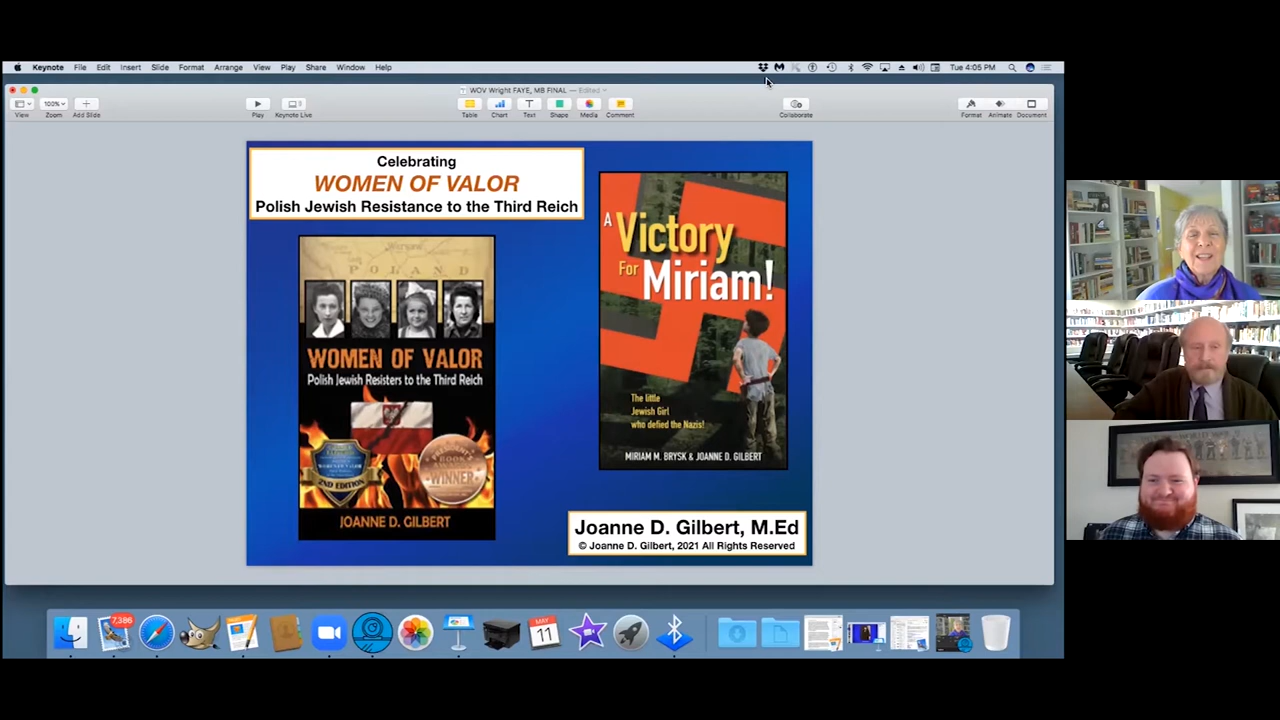 Keynote File Edit Insert Slide Format Arrange View Play Share Window Help Tue 4:05 PM
WOV Wright FAYE, MB FINAL — Edited
100%
View Zoom Add Slide Play Keynote Live Table Chart Text Shape Media Comment Collaborate Format Animate Document
Celebrating
WOMEN OF VALOR
Polish Jewish Resistance to the Third Reich
POLAND
WOMEN OF VALOR
Polish Jewish Resisters to the Third Reich
2ND EDITION
BOOK AWARD
WINNER
JOANNE D. GILBERT
A Victory
For Miriam!
The little
Jewish Girl
who defied the Nazis!
MIRIAM M. BRYSK & JOANNE D. GILBERT
Joanne D. Gilbert, M.Ed
© Joanne D. Gilbert, 2021 All Rights Reserved
7,386
MAY
11